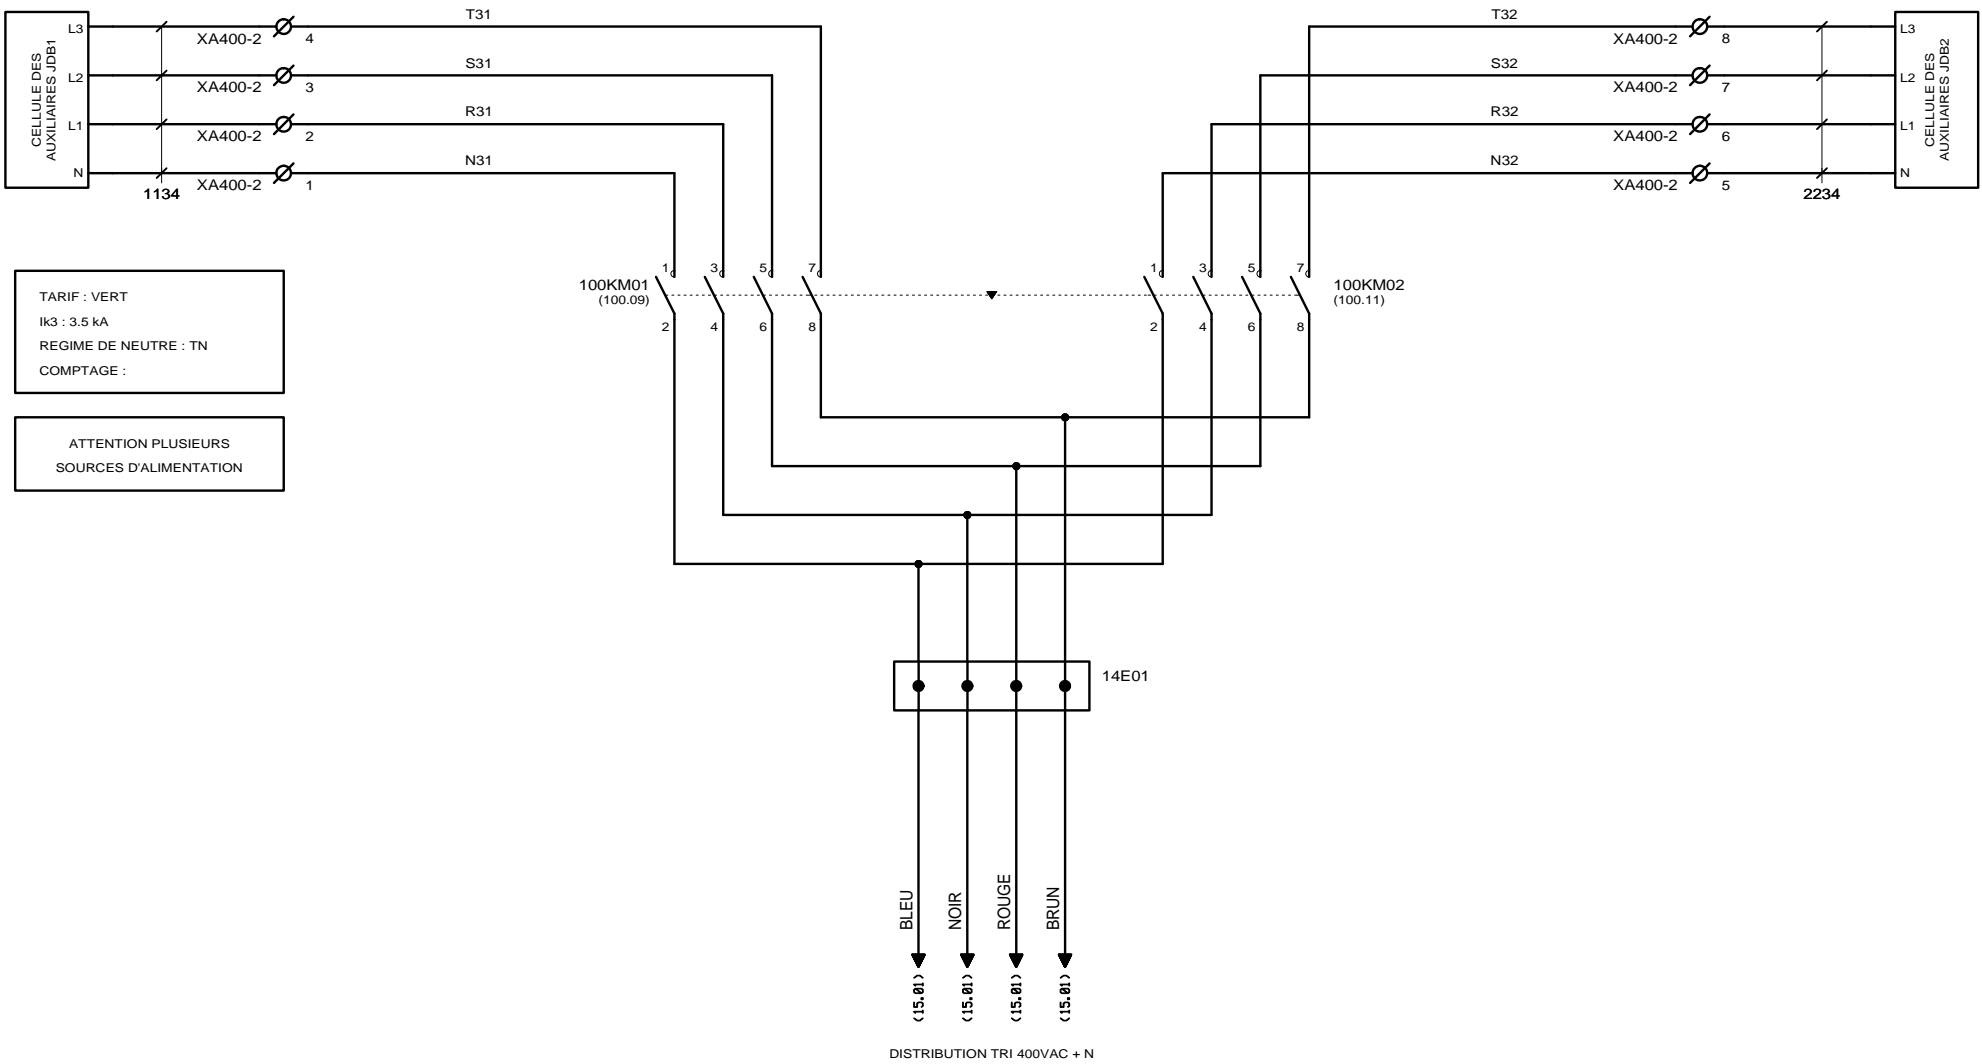 CELLULE DES
AUXILIAIRES JDB1
L3
L2
L1
N
1134
XA400-2 4
XA400-2 3
XA400-2 2
XA400-2 1
T31
S31
R31
N31
T32
S32
R32
N32
XA400-2 8
XA400-2 7
XA400-2 6
XA400-2 5
2234
L3
L2
L1
N
CELLULE DES
AUXILIAIRES JDB2
TARIF : VERT
Ik3 : 3.5 kA
REGIME DE NEUTRE : TN
COMPTAGE :
ATTENTION PLUSIEURS
SOURCES D'ALIMENTATION
100KM01
(100.09)
1 3 5 7
2 4 6 8
1 3 5 7
2 4 6 8
100KM02
(100.11)
14E01
BLEU
NOIR
ROUGE
BRUN
(15.01)
(15.01)
(15.01)
(15.01)
DISTRIBUTION TRI 400VAC + N